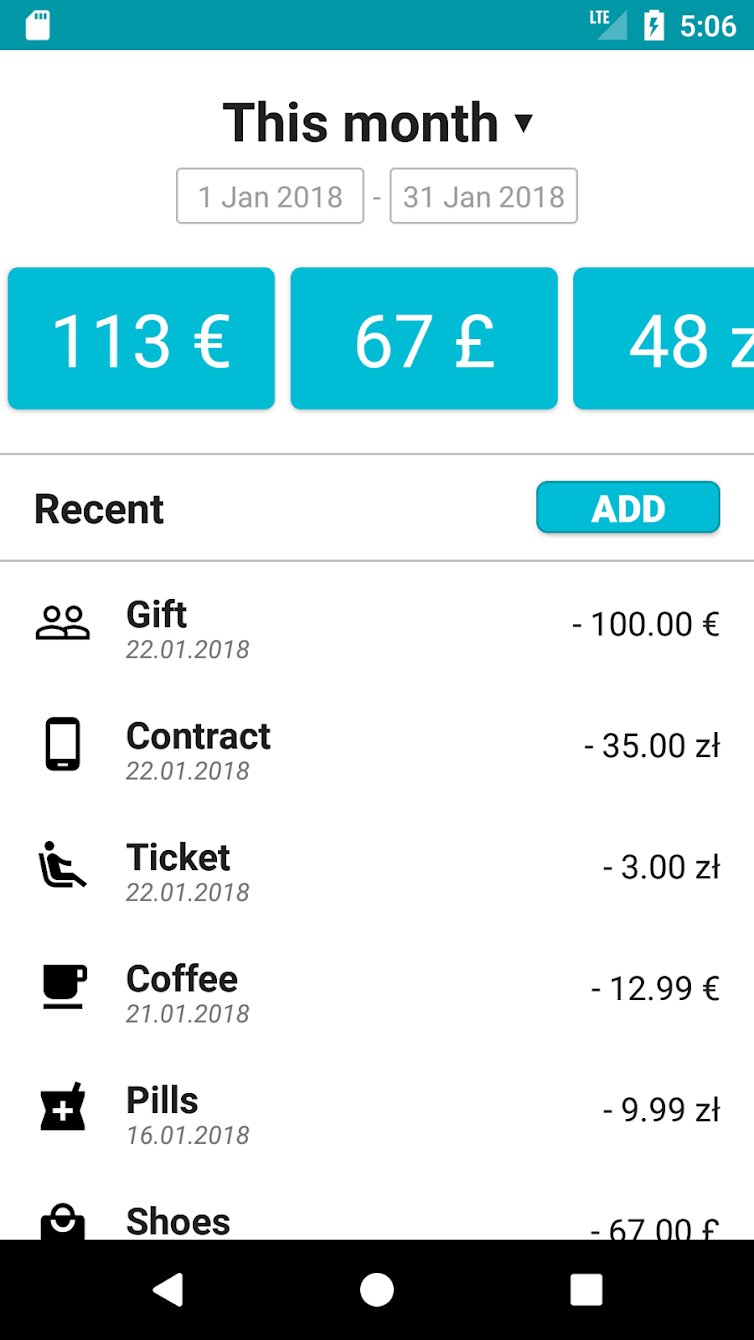 LTE 5:06
This month ▾
1 Jan 2018 - 31 Jan 2018
113 € 67 £ 48 z
Recent ADD
Gift - 100.00 €
22.01.2018
Contract - 35.00 zł
22.01.2018
Ticket - 3.00 zł
22.01.2018
Coffee - 12.99 €
21.01.2018
Pills - 9.99 zł
16.01.2018
Shoes - 67.00 £